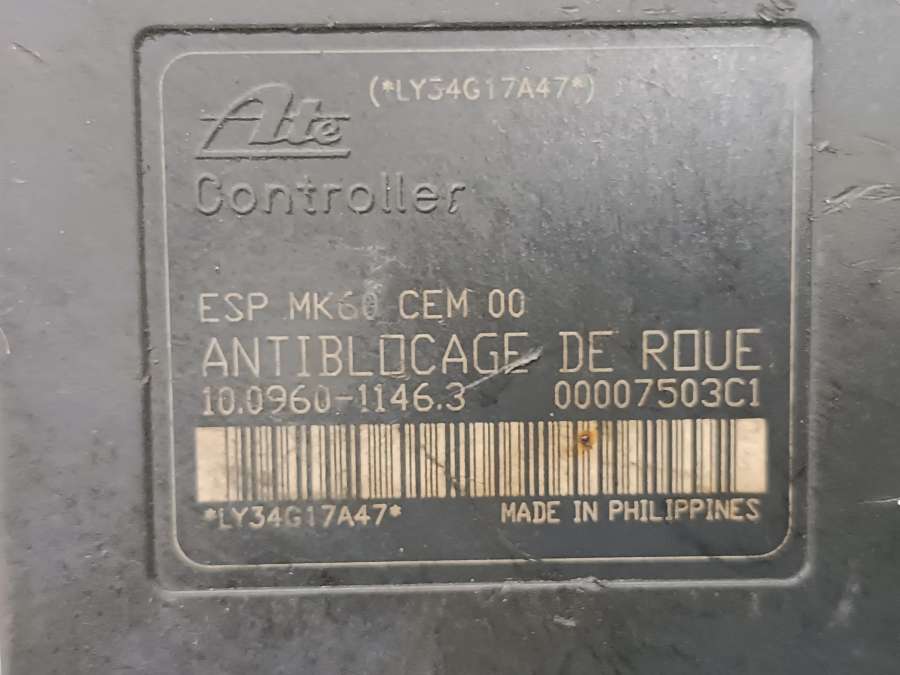 (*LY34G17A47*)
Ate
Controller
ESP MK60 CEM 00
ANTIBLOCAGE DE ROUE
10.0960-1146.3 00007503C1
*LY34G17A47* MADE IN PHILIPPINES